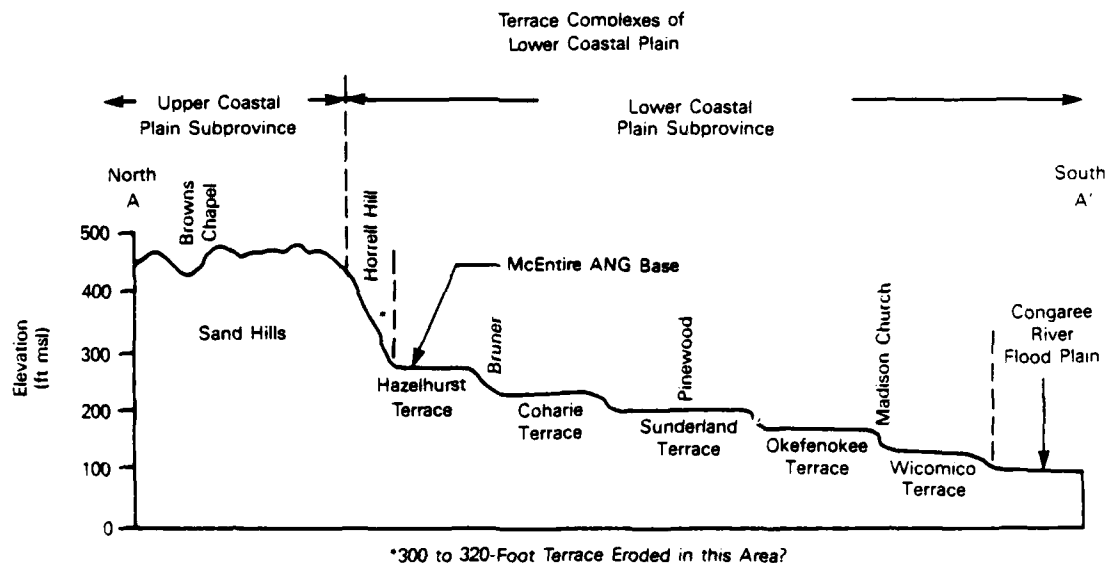 Terrace Complexes of
Lower Coastal Plain
Upper Coastal
Plain Subprovince
Lower Coastal
Plain Subprovince
North
A
South
A'
Browns
Chapel
Horrell Hill
McEntire ANG Base
Bruner
Pinewood
Madison Church
Congaree
River
Flood Plain
Elevation
(ft msl)
500
400
300
200
100
0
Sand Hills
*
Hazelhurst
Terrace
Coharie
Terrace
Sunderland
Terrace
Okefenokee
Terrace
Wicomico
Terrace
*300 to 320-Foot Terrace Eroded in this Area?